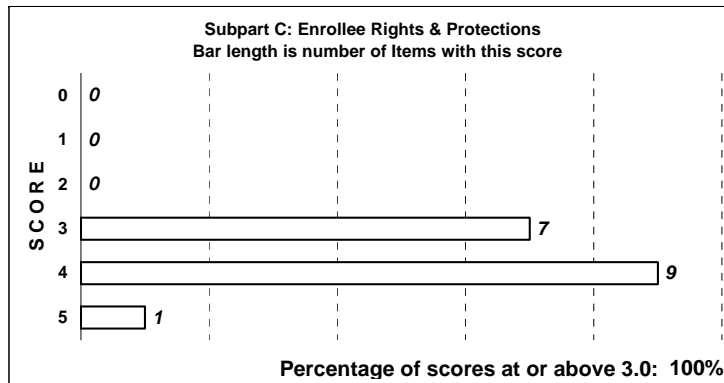 Subpart C: Enrollee Rights & Protections
Bar length is number of Items with this score
SCORE
0 0
1 0
2 0
3 7
4 9
5 1
Percentage of scores at or above 3.0: 100%